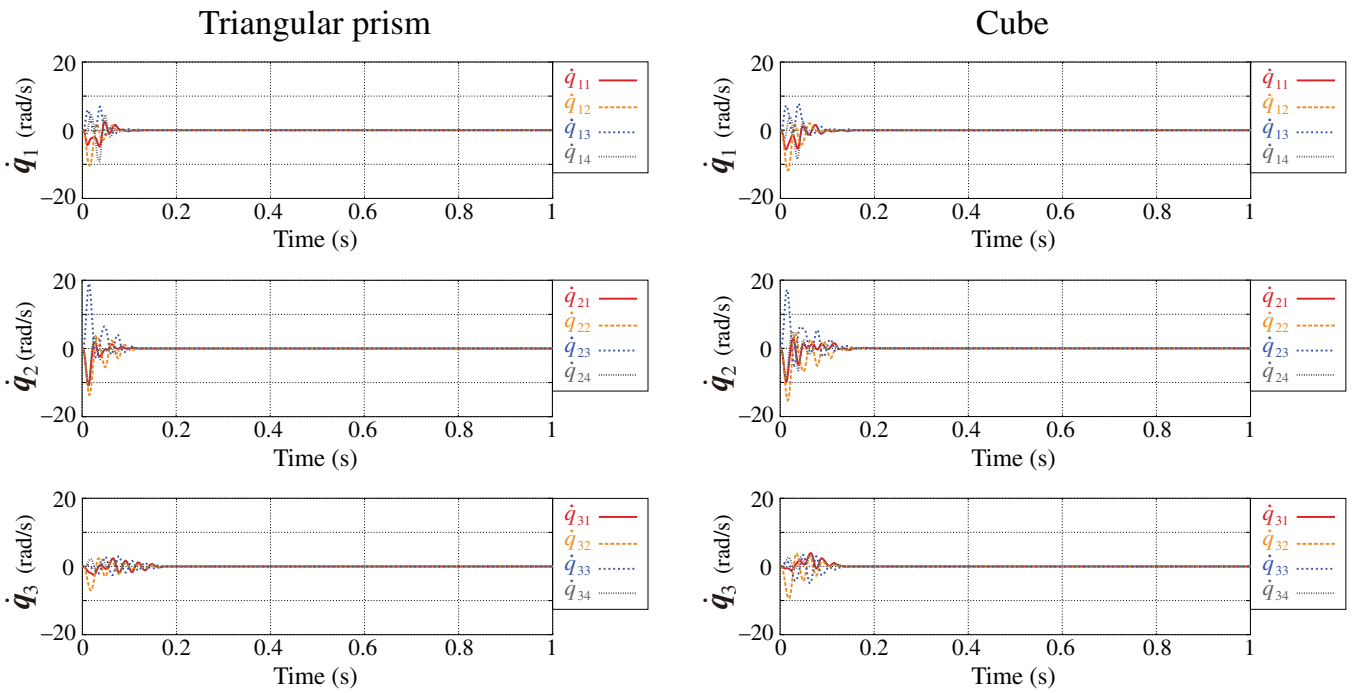 Triangular prism
20
0
−20
q̇1 (rad/s)
q̇11
q̇12
q̇13
q̇14
0 0.2 0.4 0.6 0.8 1
Time (s)
20
0
−20
q̇2 (rad/s)
q̇21
q̇22
q̇23
q̇24
0 0.2 0.4 0.6 0.8 1
Time (s)
20
0
−20
q̇3 (rad/s)
q̇31
q̇32
q̇33
q̇34
0 0.2 0.4 0.6 0.8 1
Time (s)
Cube
20
0
−20
q̇1 (rad/s)
q̇11
q̇12
q̇13
q̇14
0 0.2 0.4 0.6 0.8 1
Time (s)
20
0
−20
q̇2 (rad/s)
q̇21
q̇22
q̇23
q̇24
0 0.2 0.4 0.6 0.8 1
Time (s)
20
0
−20
q̇3 (rad/s)
q̇31
q̇32
q̇33
q̇34
0 0.2 0.4 0.6 0.8 1
Time (s)